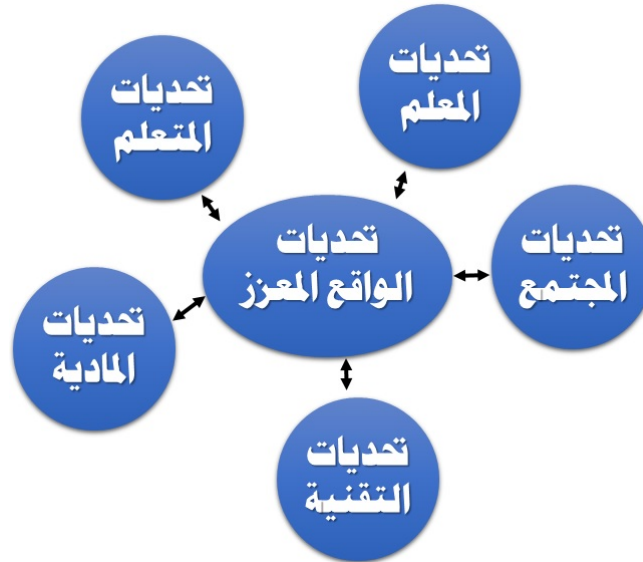 تحديات
المعلم
تحديات
المتعلم
تحديات
الواقع المعزز
تحديات
المجتمع
تحديات
المادية
تحديات
التقنية